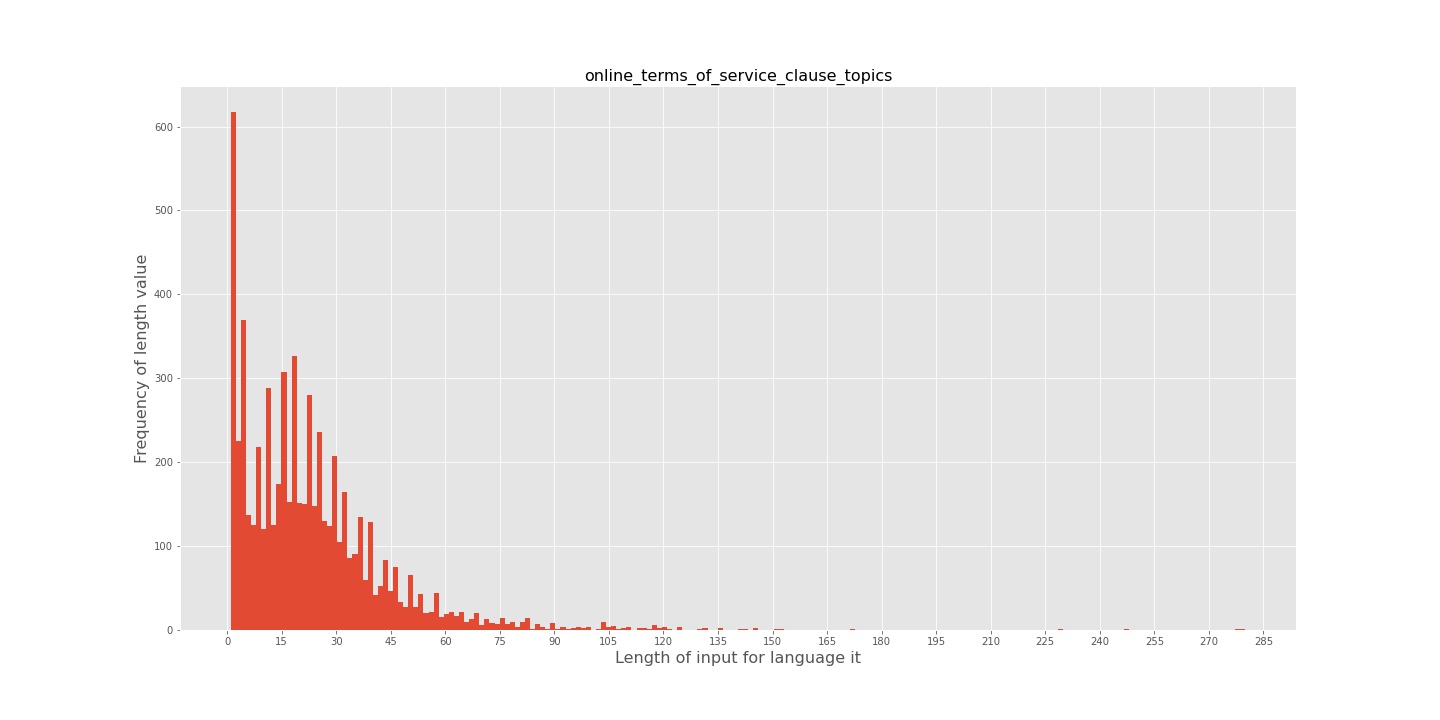 online_terms_of_service_clause_topics
600
500
400
300
200
100
0
Frequency of length value
0 15 30 45 60 75 90 105 120 135 150 165 180 195 210 225 240 255 270 285
Length of input for language it